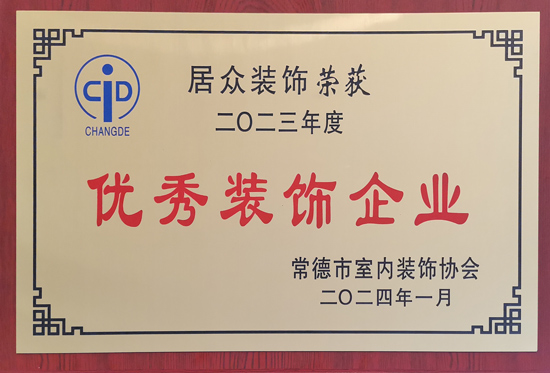 CID
CHANGDE
居众装饰荣获
二〇二三年度
优秀装饰企业
常德市室内装饰协会
二〇二四年一月